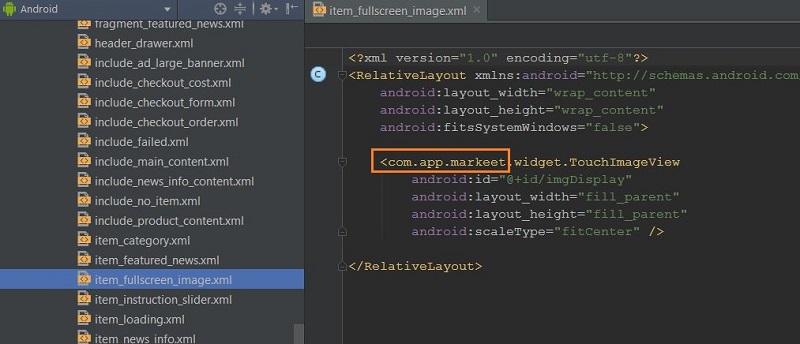 Android
fragment_featured_news.xml
header_drawer.xml
include_ad_large_banner.xml
include_checkout_cost.xml
include_checkout_form.xml
include_checkout_order.xml
include_failed.xml
include_main_content.xml
include_news_info_content.xml
include_no_item.xml
include_product_content.xml
item_category.xml
item_featured_news.xml
item_fullscreen_image.xml
item_instruction_slider.xml
item_loading.xml
item_news_info.xml
item_fullscreen_image.xml ×
<?xml version="1.0" encoding="utf-8"?>
C <RelativeLayout xmlns:android="http://schemas.android.com
android:layout_width="wrap_content"
android:layout_height="wrap_content"
android:fitsSystemWindows="false">
<com.app.markeet.widget.TouchImageView
android:id="@+id/imgDisplay"
android:layout_width="fill_parent"
android:layout_height="fill_parent"
android:scaleType="fitCenter" />
</RelativeLayout>